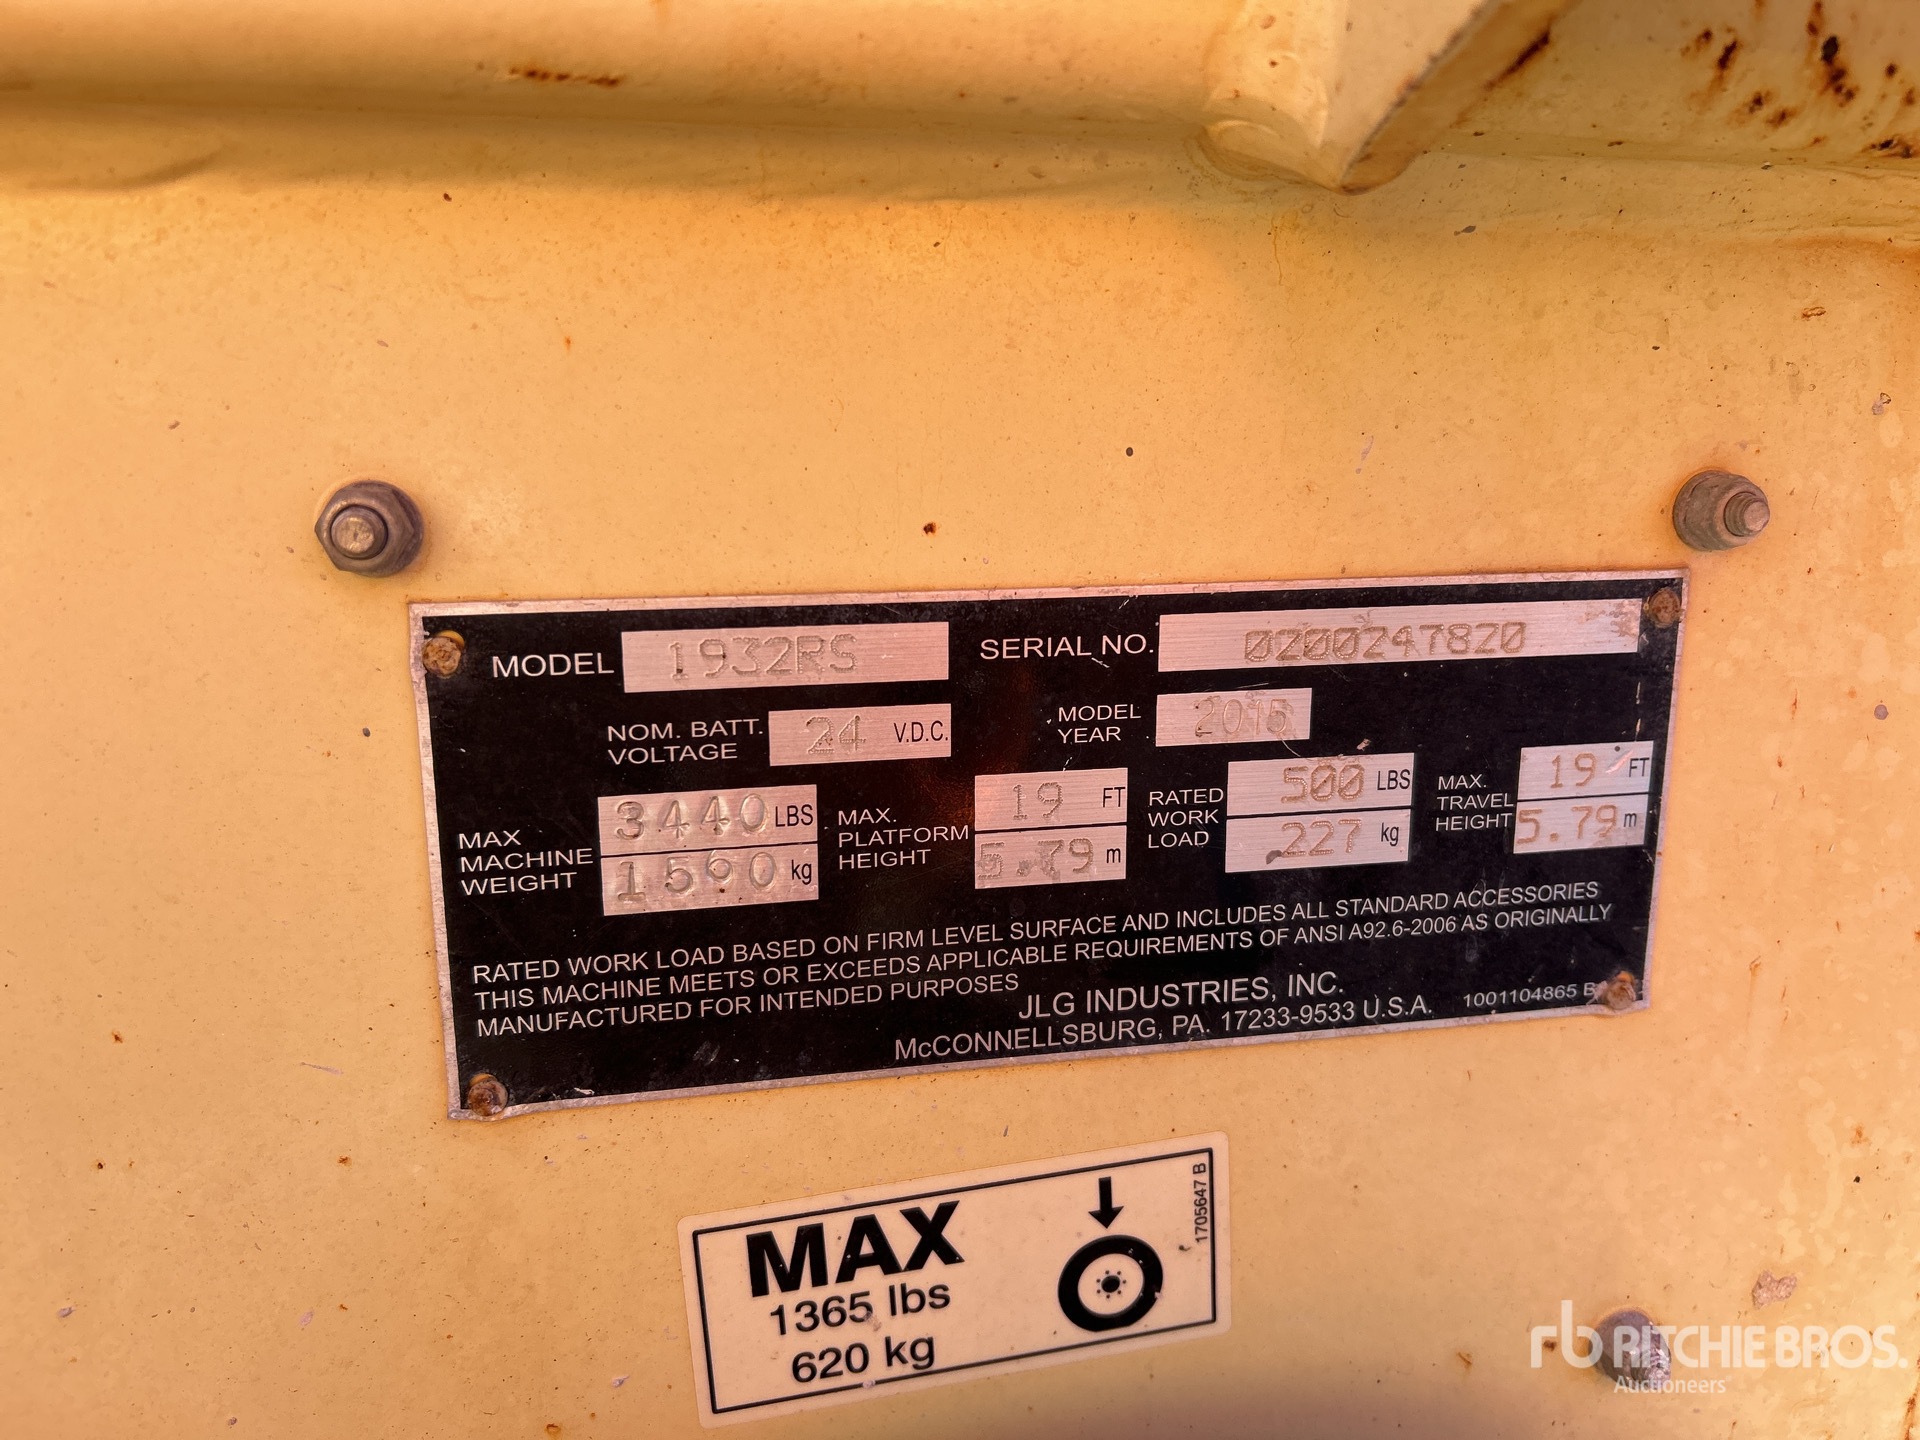 MODEL 1932RS SERIAL NO. 0200247820
NOM. BATT. VOLTAGE 24 V.D.C. MODEL YEAR 2015
MAX MACHINE WEIGHT 3440 LBS 1560 kg
MAX. PLATFORM HEIGHT 19 FT 5.79 m
RATED WORK LOAD 500 LBS 227 kg
MAX. TRAVEL HEIGHT 19 FT 5.79 m
RATED WORK LOAD BASED ON FIRM LEVEL SURFACE AND INCLUDES ALL STANDARD ACCESSORIES
THIS MACHINE MEETS OR EXCEEDS APPLICABLE REQUIREMENTS OF ANSI A92.6-2006 AS ORIGINALLY
MANUFACTURED FOR INTENDED PURPOSES
JLG INDUSTRIES, INC.
McCONNELLSBURG, PA. 17233-9533 U.S.A.
1001104865 B
MAX
1365 lbs
620 kg
1705647 B
rb RITCHIE BROS.
Auctioneers